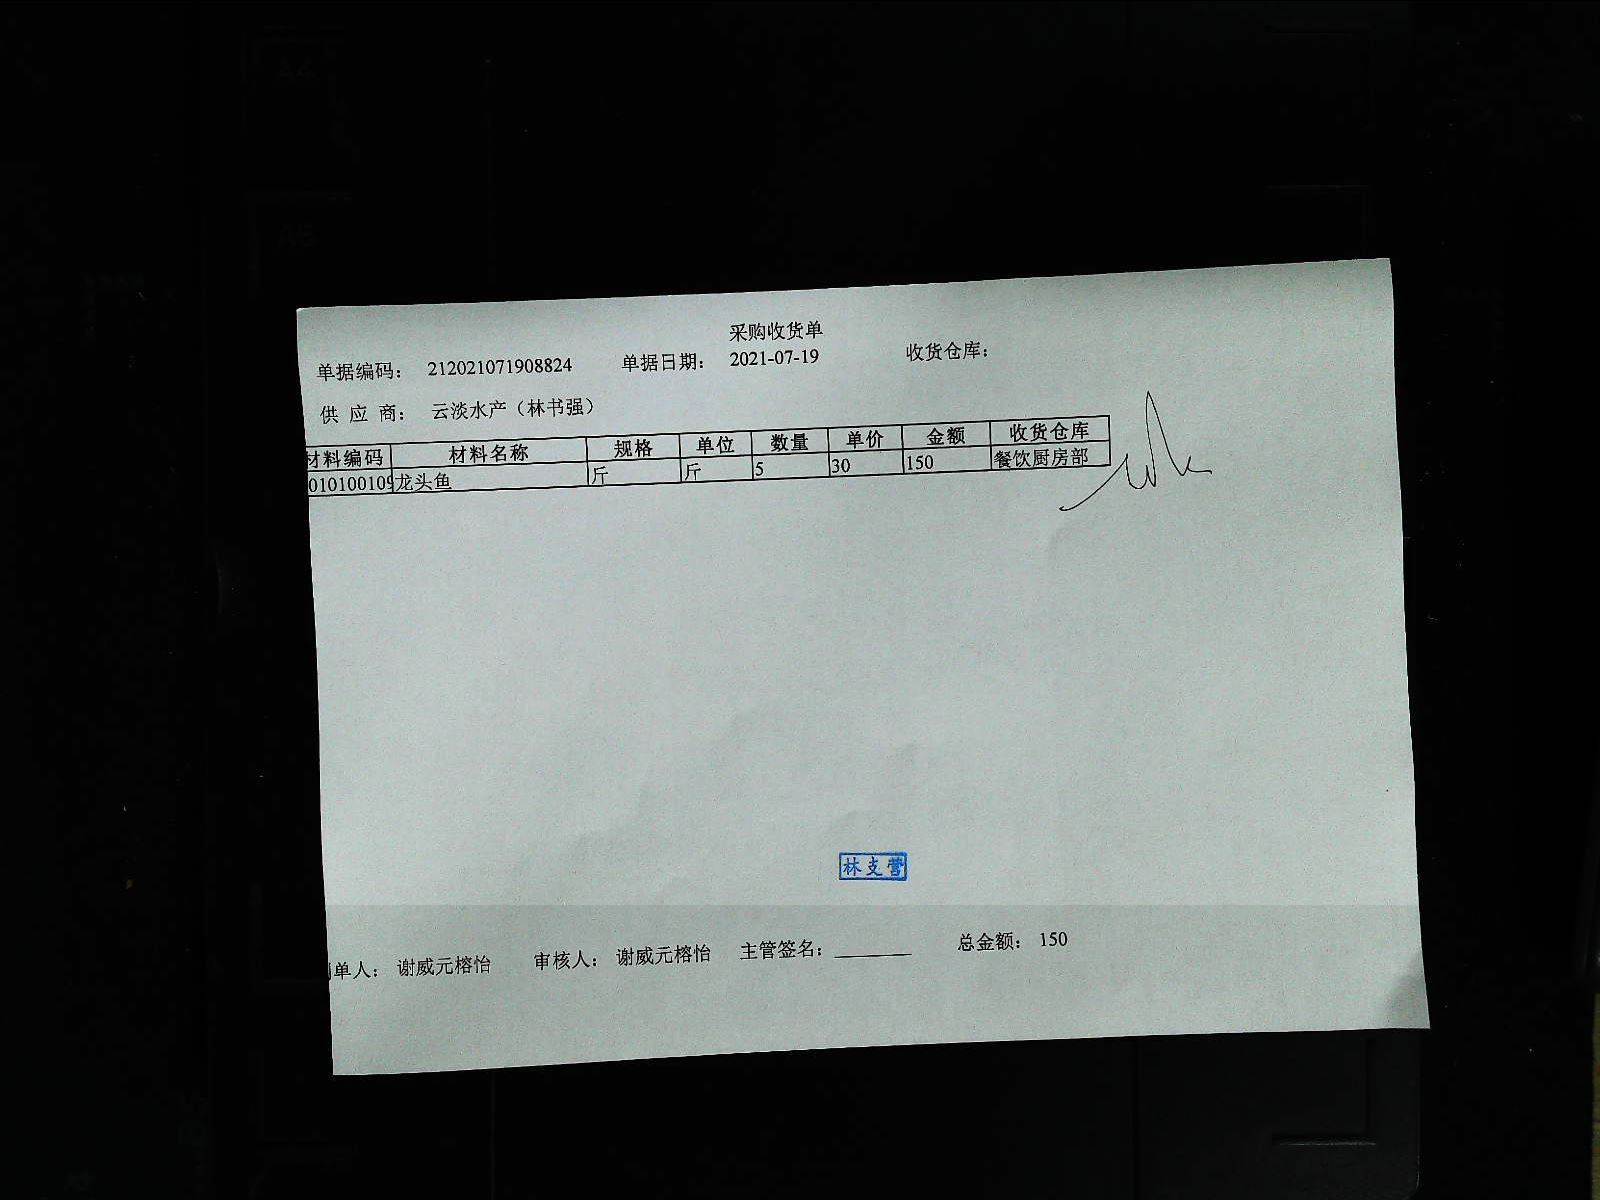 采购收货单
单据编码： 212021071908824 单据日期： 2021-07-19 收货仓库：
供 应 商： 云淡水产（林书强）
材料编码 材料名称 规格 单位 数量 单价 金额 收货仓库
010100109 龙头鱼 斤 斤 5 30 150 餐饮厨房部
林支营
单人： 谢威元榕怡 审核人： 谢威元榕怡 主管签名： 总金额： 150